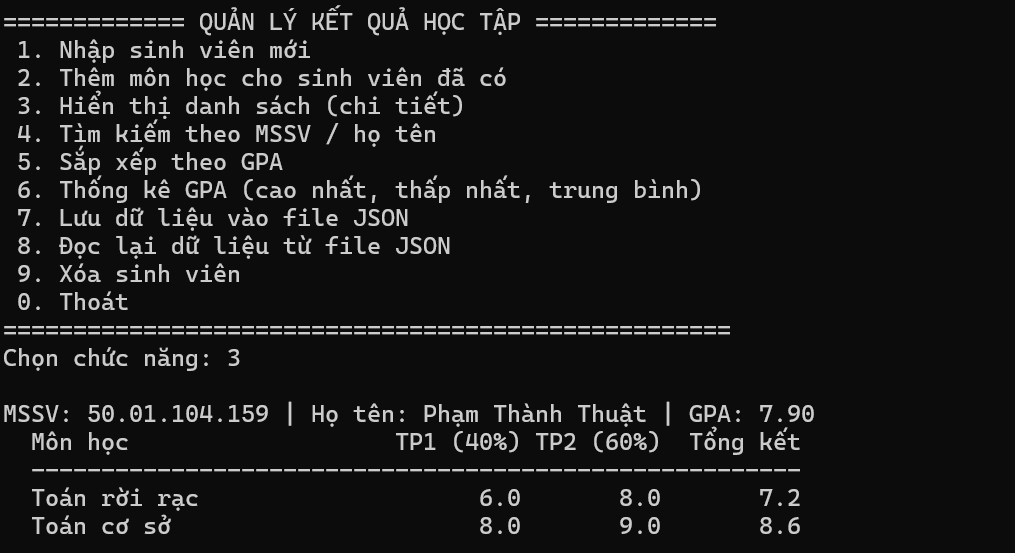 ============= QUẢN LÝ KẾT QUẢ HỌC TẬP =============
1. Nhập sinh viên mới
2. Thêm môn học cho sinh viên đã có
3. Hiển thị danh sách (chi tiết)
4. Tìm kiếm theo MSSV / họ tên
5. Sắp xếp theo GPA
6. Thống kê GPA (cao nhất, thấp nhất, trung bình)
7. Lưu dữ liệu vào file JSON
8. Đọc lại dữ liệu từ file JSON
9. Xóa sinh viên
0. Thoát
====================================================
Chọn chức năng: 3
MSSV: 50.01.104.159 | Họ tên: Phạm Thành Thuật | GPA: 7.90
Môn học TP1 (40%) TP2 (60%) Tổng kết
-------------------------------------------------------
Toán rời rạc 6.0 8.0 7.2
Toán cơ sở 8.0 9.0 8.6